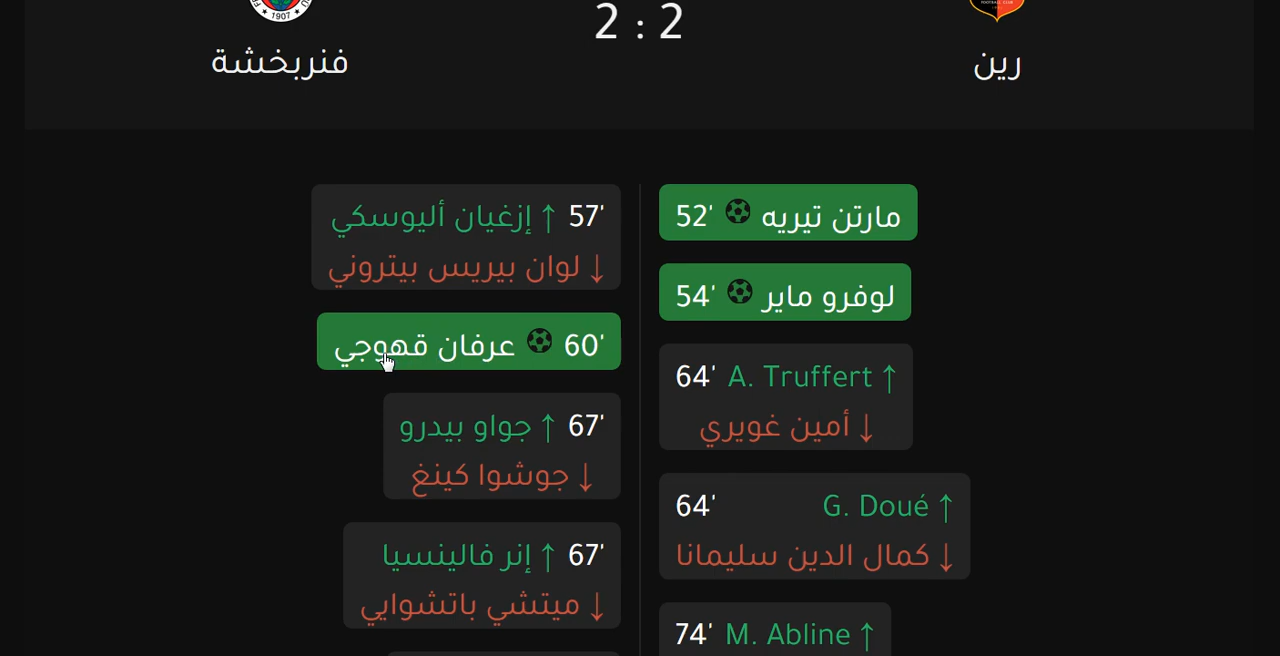 1907
2 : 2
رين
فنربخشة
52' مارتن تيريه
54' لوفرو ماير
64' A. Truffert ↑
↓ أمين غويري
64' G. Doué ↑
↓ كمال الدين سليمانا
74' M. Abline ↑
57' ↑ إزغيان أليوسكي
↓ لوان بيريس بيتروني
60' عرفان قهوجي
67' ↑ جواو بيدرو
↓ جوشوا كينغ
67' ↑ إنر فالينسيا
↓ ميتشي باتشوايي